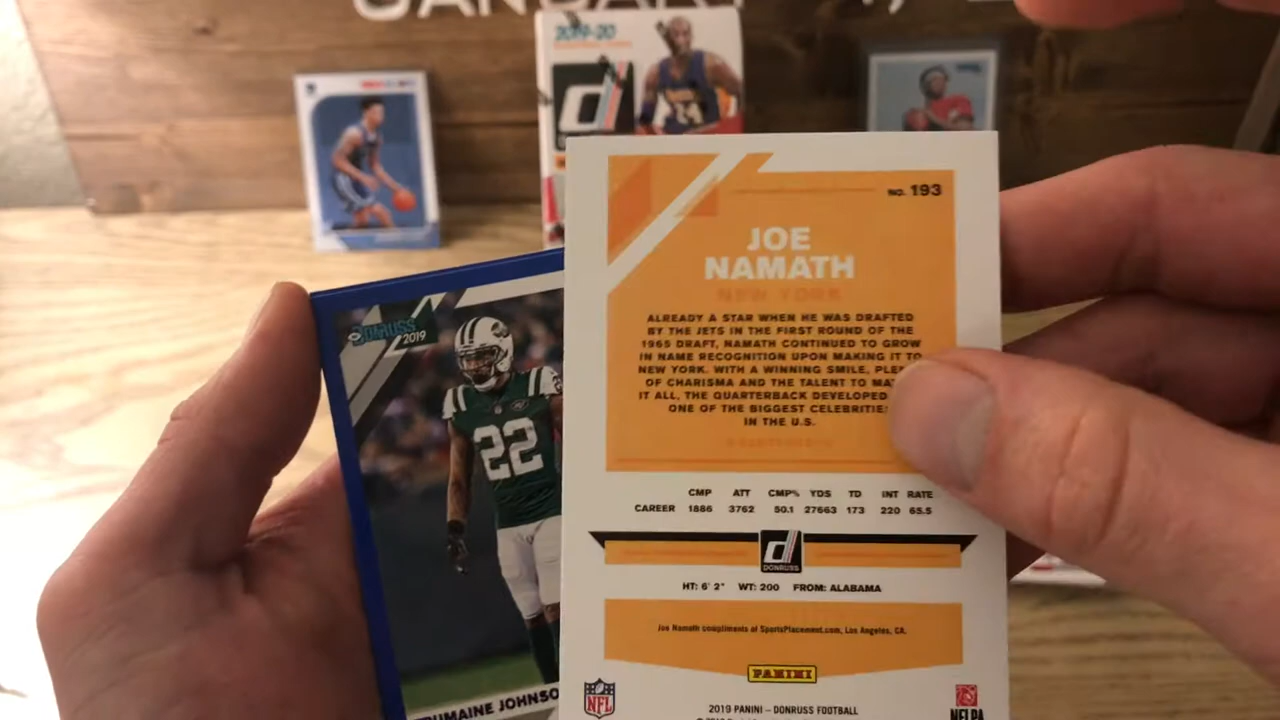 JANUARY
2019-20
DONRUSS
2019
22
TRUMAINE JOHNSO
NO. 193
JOE
NAMATH
NEW YORK
ALREADY A STAR WHEN HE WAS DRAFTED
BY THE JETS IN THE FIRST ROUND OF THE
1965 DRAFT, NAMATH CONTINUED TO GROW
IN NAME RECOGNITION UPON MAKING IT TO
NEW YORK. WITH A WINNING SMILE,
OF CHARISMA AND THE TALENT TO
IT ALL, THE QUARTERBACK DEVELOPED
ONE OF THE BIGGEST CELEBRITIE
IN THE U.S.
CMP ATT CMP% YDS TD INT RATE
CAREER 1886 3762 50.1 27663 173 220 65.5
d
DONRUSS
HT: 6' 2" WT: 200 FROM: ALABAMA
Joe Namath compliments of SportsPlacement.com, Los Angeles, CA.
PANINI
NFL
2019 PANINI – DONRUSS FOOTBALL
NFLPA